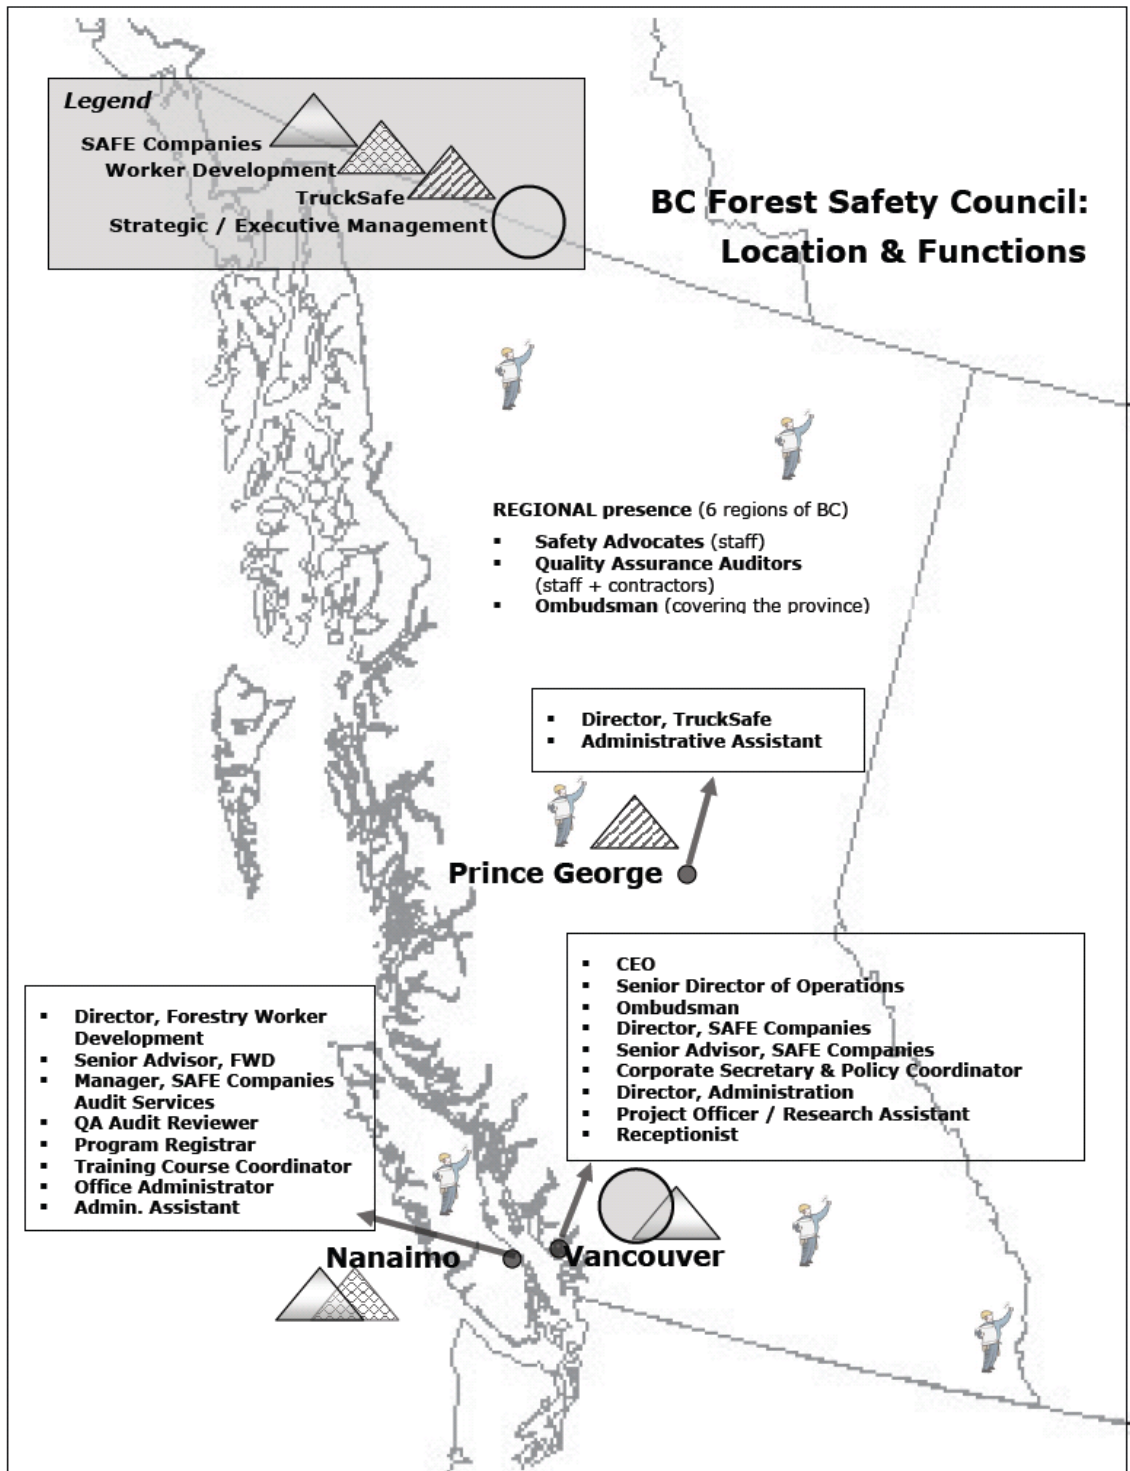 Legend
SAFE Companies
Worker Development
TruckSafe
Strategic / Executive Management
BC Forest Safety Council:
Location & Functions
REGIONAL presence (6 regions of BC)
▪ Safety Advocates (staff)
▪ Quality Assurance Auditors
(staff + contractors)
▪ Ombudsman (covering the province)
▪ Director, TruckSafe
▪ Administrative Assistant
Prince George
▪ CEO
▪ Senior Director of Operations
▪ Ombudsman
▪ Director, SAFE Companies
▪ Senior Advisor, SAFE Companies
▪ Corporate Secretary & Policy Coordinator
▪ Director, Administration
▪ Project Officer / Research Assistant
▪ Receptionist
▪ Director, Forestry Worker
Development
▪ Senior Advisor, FWD
▪ Manager, SAFE Companies
Audit Services
▪ QA Audit Reviewer
▪ Program Registrar
▪ Training Course Coordinator
▪ Office Administrator
▪ Admin. Assistant
Nanaimo
Vancouver